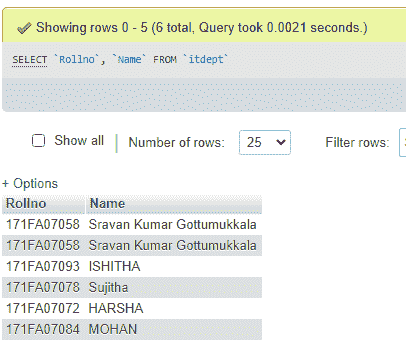 Showing rows 0 - 5 (6 total, Query took 0.0021 seconds.)
SELECT `Rollno`, `Name` FROM `itdept`
Show all Number of rows: 25 Filter rows:
+ Options
Rollno Name
171FA07058 Sravan Kumar Gottumukkala
171FA07058 Sravan Kumar Gottumukkala
171FA07093 ISHITHA
171FA07078 Sujitha
171FA07072 HARSHA
171FA07084 MOHAN